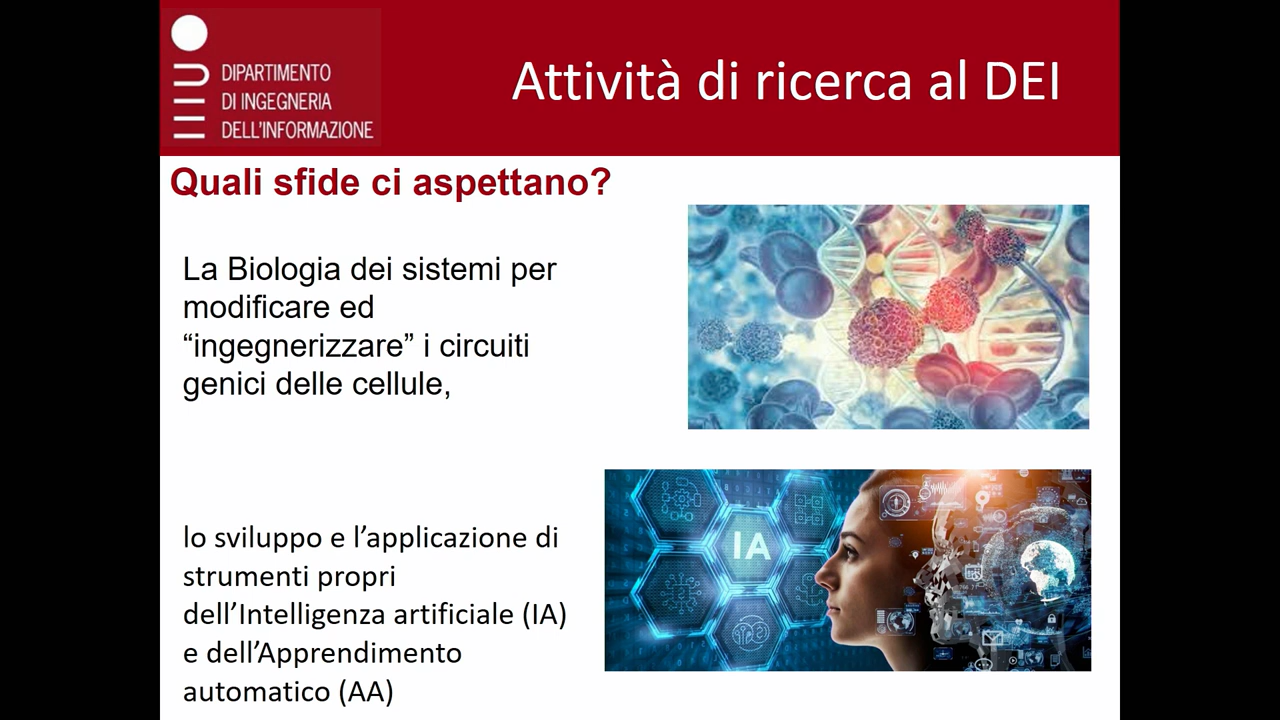 DIPARTIMENTO
DI INGEGNERIA
DELL'INFORMAZIONE
Attività di ricerca al DEI
Quali sfide ci aspettano?
La Biologia dei sistemi per
modificare ed
“ingegnerizzare” i circuiti
genici delle cellule,
IA
lo sviluppo e l’applicazione di
strumenti propri
dell’Intelligenza artificiale (IA)
e dell’Apprendimento
automatico (AA)